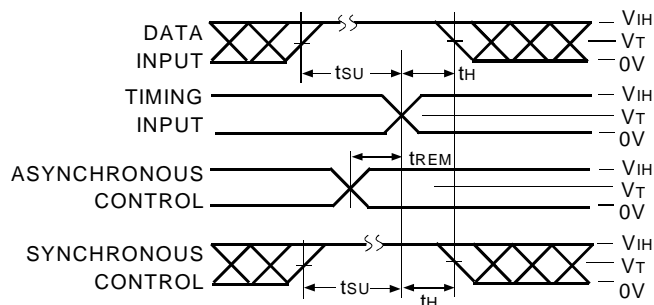 DATA
INPUT
tSU
tH
VIH
VT
0V
TIMING
INPUT
VIH
VT
0V
tREM
ASYNCHRONOUS
CONTROL
VIH
VT
0V
SYNCHRONOUS
CONTROL
tSU
tH
VIH
VT
0V